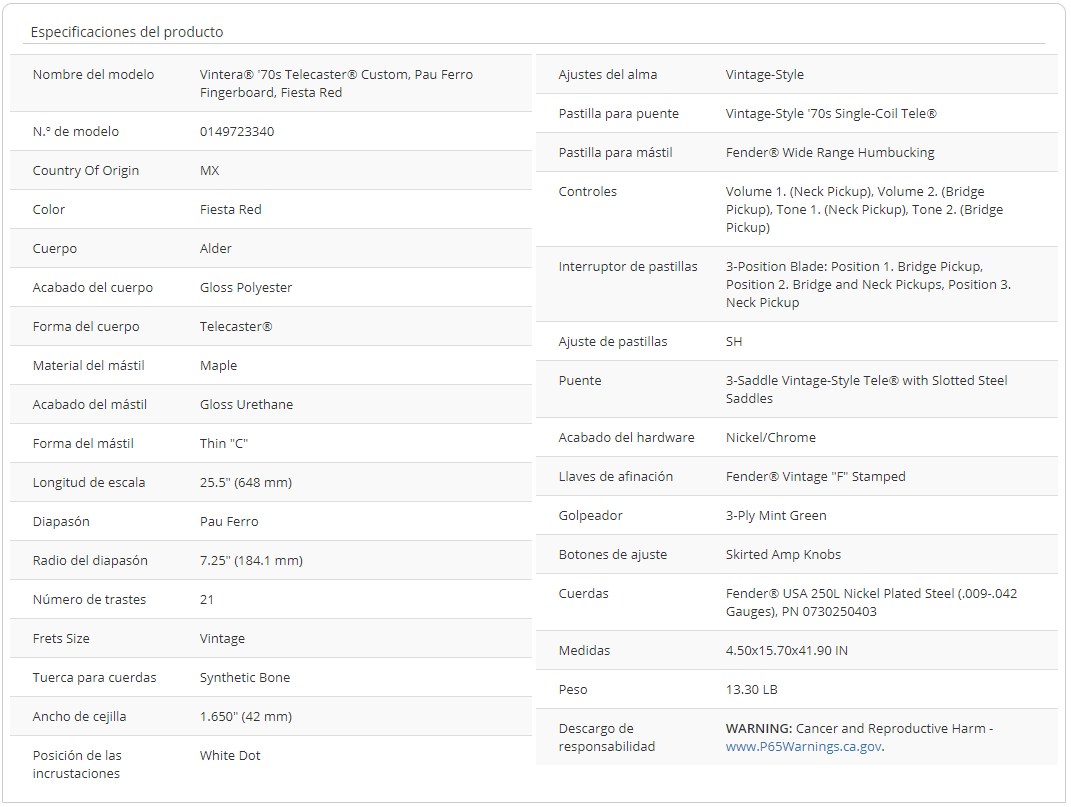 Especificaciones del producto
Nombre del modelo
Vintera® '70s Telecaster® Custom, Pau Ferro
Fingerboard, Fiesta Red
N.º de modelo
0149723340
Country Of Origin
MX
Color
Fiesta Red
Cuerpo
Alder
Acabado del cuerpo
Gloss Polyester
Forma del cuerpo
Telecaster®
Material del mástil
Maple
Acabado del mástil
Gloss Urethane
Forma del mástil
Thin "C"
Longitud de escala
25.5" (648 mm)
Diapasón
Pau Ferro
Radio del diapasón
7.25" (184.1 mm)
Número de trastes
21
Frets Size
Vintage
Tuerca para cuerdas
Synthetic Bone
Ancho de cejilla
1.650" (42 mm)
Posición de las
incrustaciones
White Dot
Ajustes del alma
Vintage-Style
Pastilla para puente
Vintage-Style '70s Single-Coil Tele®
Pastilla para mástil
Fender® Wide Range Humbucking
Controles
Volume 1. (Neck Pickup), Volume 2. (Bridge
Pickup), Tone 1. (Neck Pickup), Tone 2. (Bridge
Pickup)
Interruptor de pastillas
3-Position Blade: Position 1. Bridge Pickup,
Position 2. Bridge and Neck Pickups, Position 3.
Neck Pickup
Ajuste de pastillas
SH
Puente
3-Saddle Vintage-Style Tele® with Slotted Steel
Saddles
Acabado del hardware
Nickel/Chrome
Llaves de afinación
Fender® Vintage "F" Stamped
Golpeador
3-Ply Mint Green
Botones de ajuste
Skirted Amp Knobs
Cuerdas
Fender® USA 250L Nickel Plated Steel (.009-.042
Gauges), PN 0730250403
Medidas
4.50x15.70x41.90 IN
Peso
13.30 LB
Descargo de
responsabilidad
WARNING: Cancer and Reproductive Harm -
www.P65Warnings.ca.gov.